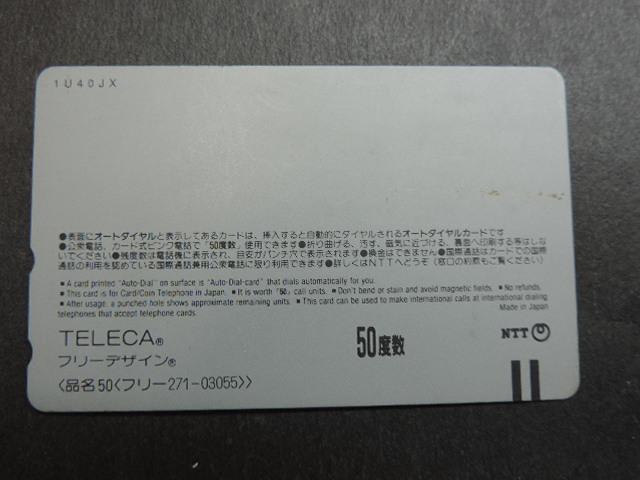 1U40JX
●表面にオートダイヤルと表示してあるカードは、挿入すると自動的にダイヤルされるオートダイヤルカードです
●公衆電話、カード式ピンク電話で「50度数」使用できます●折り曲げる、汚す、磁気に近づける、裏面へ印刷する等はしな
いでください●残度数は電話機に表示され、目安がパンチ穴で表示されます●換金はできません●国際通話はカードでの国際
通話の利用を認めている国際通話兼用公衆電話に限り利用できます●詳しくはNTTへどうぞ（窓口の約款もご覧ください）
■A card printed "Auto-Dial" on surface is "Auto-Dial-card" that dials automatically for you.
■This card is for Card/Coin Telephone in Japan. ■It is worth "50" call units. ■Don't bend or stain and avoid magnetic fields. ■No refunds.
■After usage, a punched hole shows approximate remaining units. ■This card can be used to make international calls at international dialing
telephones that accept telephone cards. Made in Japan
TELECA®
フリーデザイン®
〈品名50〈フリー271-03055〉〉
50度数
NTT